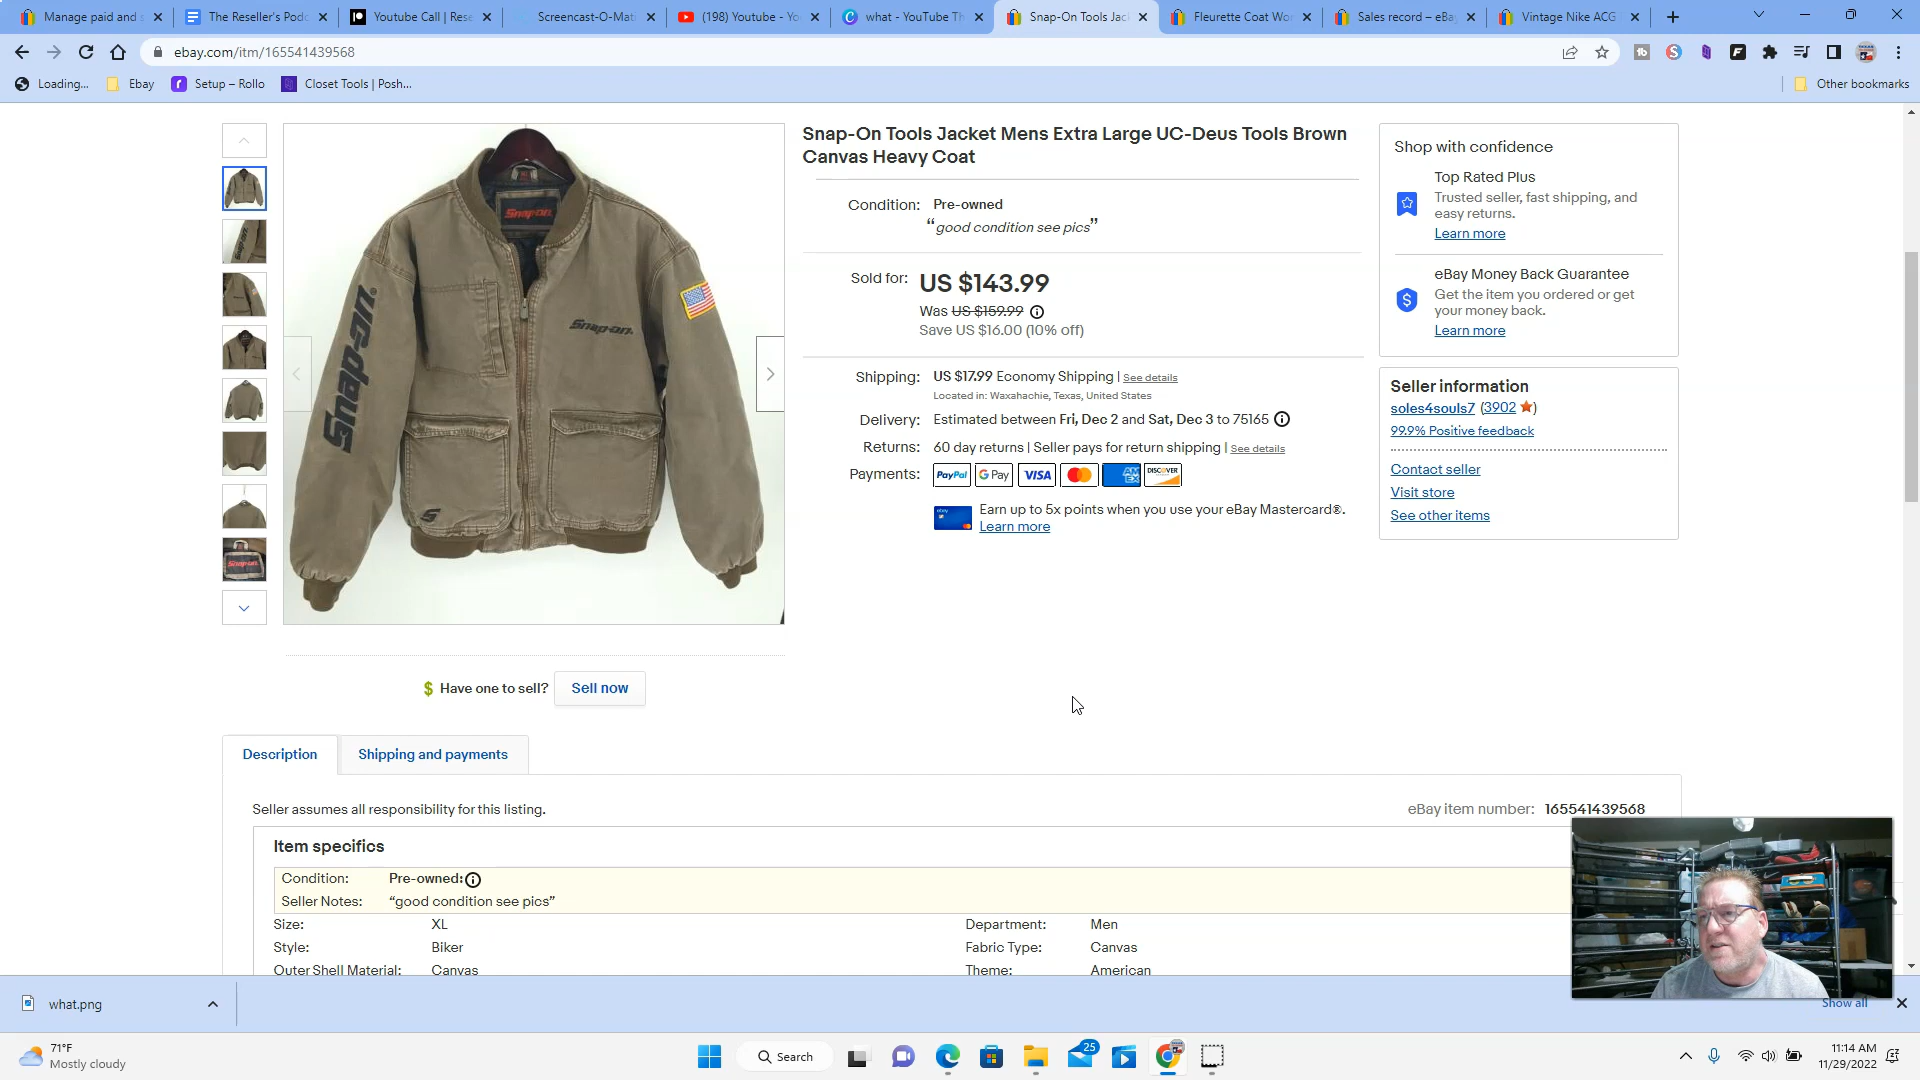 Manage paid and s
The Reseller's Podc
Youtube Call | Rese
Screencast-O-Mati
(198) Youtube - Yo
what - YouTube Th
Snap-On Tools Jac
Fleurette Coat Wo
Sales record – eBa
Vintage Nike ACG
ebay.com/itm/165541439568
Loading...
Ebay
Setup – Rollo
Closet Tools | Posh...
Other bookmarks
Snap-On Tools Jacket Mens Extra Large UC-Deus Tools Brown
Canvas Heavy Coat
Condition: Pre-owned
“good condition see pics”
Sold for: US $143.99
Was US $159.99
Save US $16.00 (10% off)
Shipping: US $17.99 Economy Shipping | See details
Located in: Waxahachie, Texas, United States
Delivery: Estimated between Fri, Dec 2 and Sat, Dec 3 to 75165
Returns: 60 day returns | Seller pays for return shipping | See details
Payments: PayPal G Pay VISA AMEX DISCOVER
Earn up to 5x points when you use your eBay Mastercard®.
Learn more
Shop with confidence
Top Rated Plus
Trusted seller, fast shipping, and
easy returns.
Learn more
eBay Money Back Guarantee
Get the item you ordered or get
your money back.
Learn more
Seller information
soles4souls7 (3902)
99.9% Positive feedback
Contact seller
Visit store
See other items
Snap-on
Snap-on
Snap-on
S
Snap-on
$ Have one to sell? Sell now
Description
Shipping and payments
Seller assumes all responsibility for this listing.
eBay item number: 165541439568
Item specifics
Condition: Pre-owned:
Seller Notes: “good condition see pics”
Size: XL
Department: Men
Style: Biker
Fabric Type: Canvas
Outer Shell Material: Canvas
Theme: American
what.png
Show all
71°F
Mostly cloudy
Search
25
11:14 AM
11/29/2022